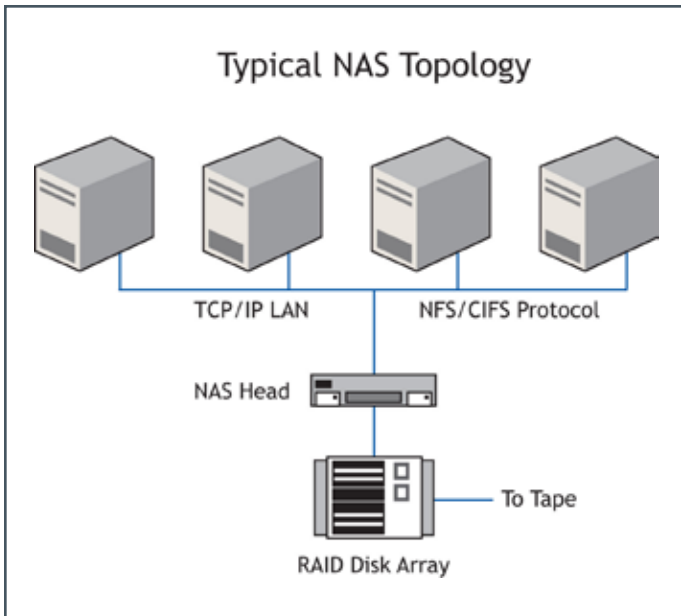 Typical NAS Topology
TCP/IP LAN
NFS/CIFS Protocol
NAS Head
To Tape
RAID Disk Array